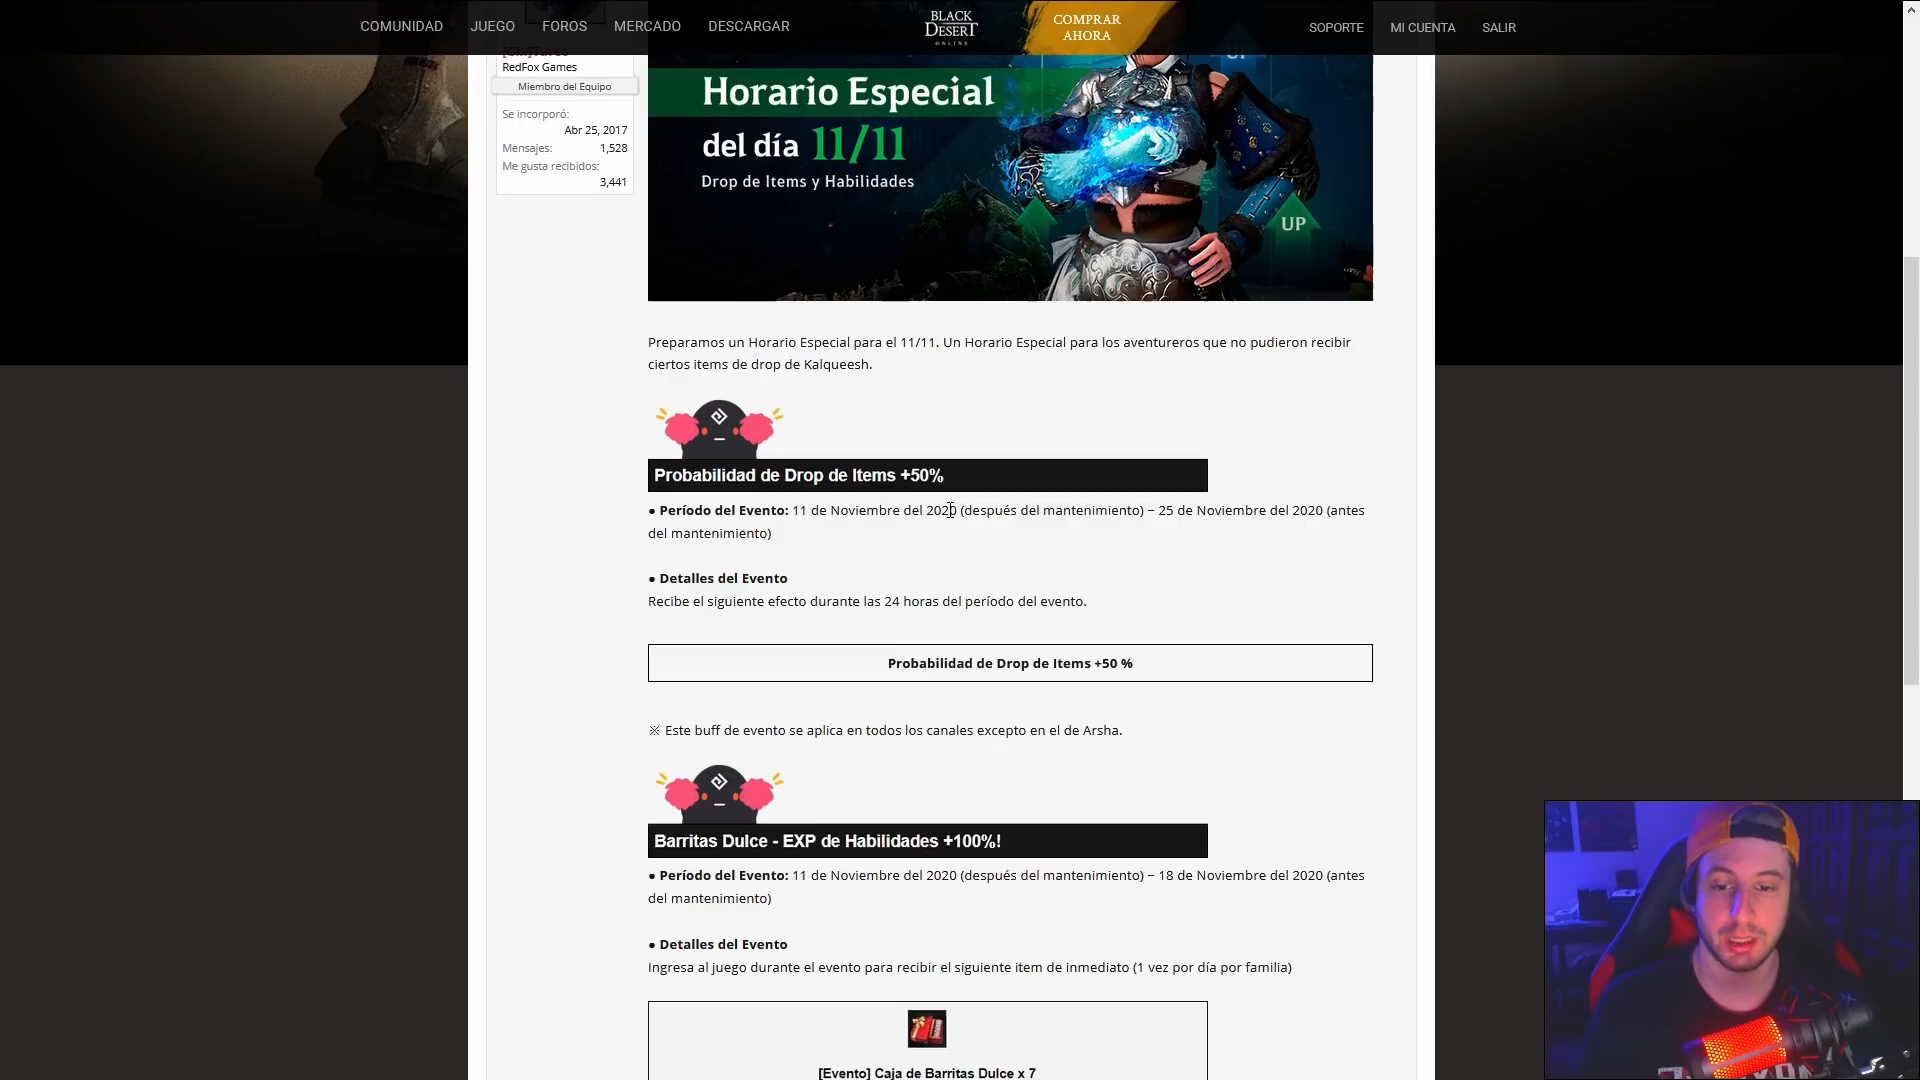 COMUNIDAD JUEGO FOROS MERCADO DESCARGAR
BLACK
DESERT
ONLINE
COMPRAR
AHORA
SOPORTE MI CUENTA SALIR
RedFox Games
Miembro del Equipo
Se incorporó:
Abr 25, 2017
Mensajes: 1,528
Me gusta recibidos:
3,441
UP
Horario Especial
del día 11/11
Drop de Items y Habilidades
UP
Preparamos un Horario Especial para el 11/11. Un Horario Especial para los aventureros que no pudieron recibir
ciertos items de drop de Kalqueesh.
Probabilidad de Drop de Items +50%
● Período del Evento: 11 de Noviembre del 2020 (después del mantenimiento) – 25 de Noviembre del 2020 (antes
del mantenimiento)
● Detalles del Evento
Recibe el siguiente efecto durante las 24 horas del período del evento.
Probabilidad de Drop de Items +50 %
※ Este buff de evento se aplica en todos los canales excepto en el de Arsha.
Barritas Dulce - EXP de Habilidades +100%!
● Período del Evento: 11 de Noviembre del 2020 (después del mantenimiento) – 18 de Noviembre del 2020 (antes
del mantenimiento)
● Detalles del Evento
Ingresa al juego durante el evento para recibir el siguiente item de inmediato (1 vez por día por familia)
[Evento] Caja de Barritas Dulce x 7